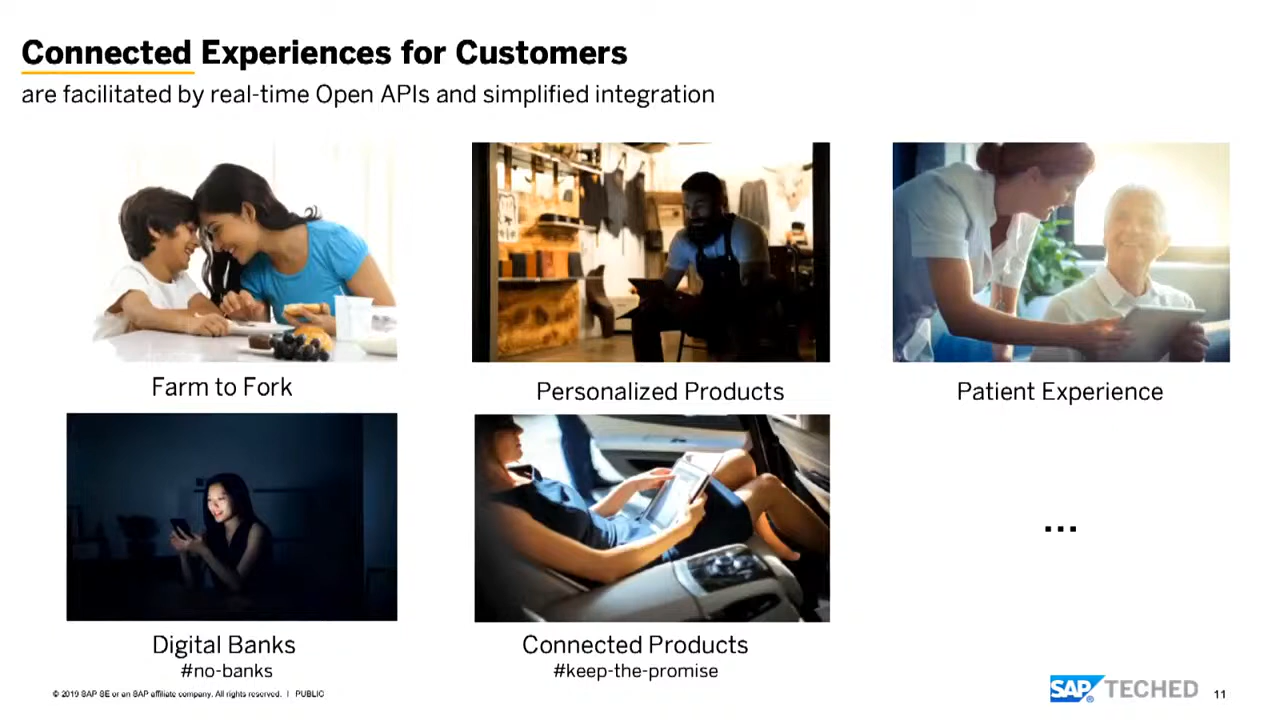 Connected Experiences for Customers
are facilitated by real-time Open APIs and simplified integration
Farm to Fork
Personalized Products
Patient Experience
...
Digital Banks
#no-banks
Connected Products
#keep-the-promise
© 2019 SAP SE or an SAP affiliate company. All rights reserved. | PUBLIC
SAP® TECHED
11